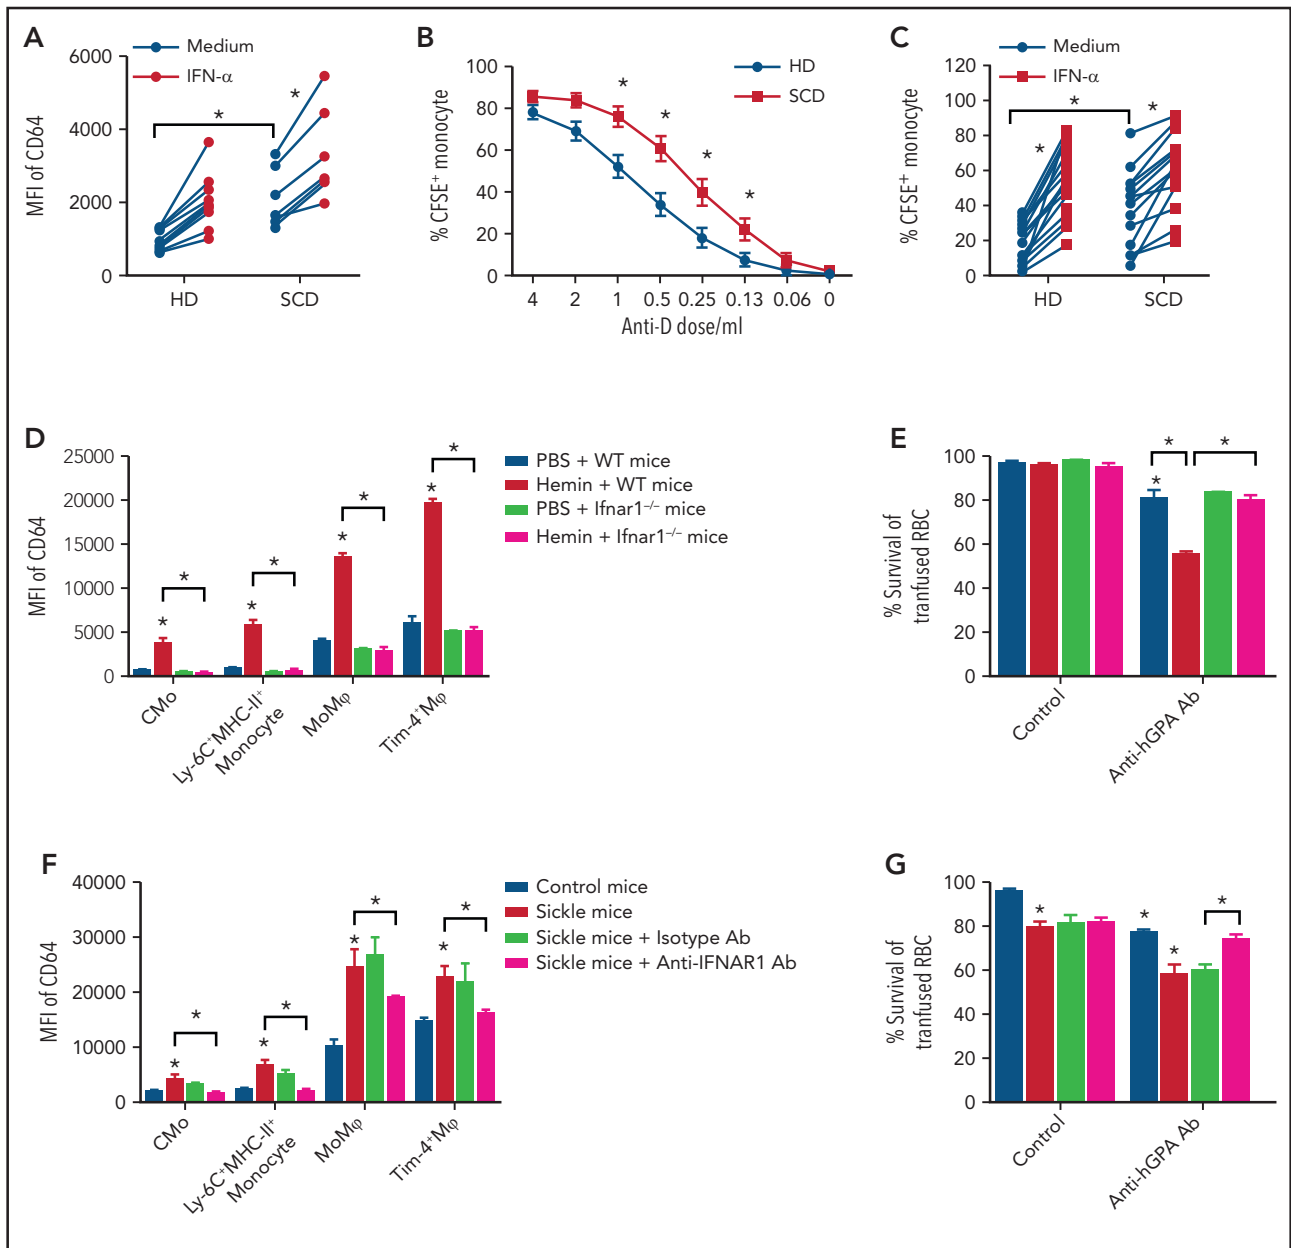 A
Medium
IFN-α
MFI of CD64
6000
4000
2000
0
*
*
HD
SCD
B
HD
SCD
% CFSE⁺ monocyte
100
80
60
40
20
0
*
*
*
*
4 2 1 0.5 0.25 0.13 0.06 0
Anti-D dose/ml
C
Medium
IFN-α
% CFSE⁺ monocyte
120
100
80
60
40
20
0
*
*
*
HD
SCD
D
MFI of CD64
25000
20000
15000
10000
5000
0
*
*
*
*
*
*
*
*
CMo
Ly-6C⁺MHC-II⁺
Monocyte
MoMφ
Tim-4⁺Mφ
PBS + WT mice
Hemin + WT mice
PBS + Ifnar1⁻/⁻ mice
Hemin + Ifnar1⁻/⁻ mice
E
% Survival of
tranfused RBC
100
80
60
40
20
0
*
*
*
Control
Anti-hGPA Ab
F
MFI of CD64
40000
30000
20000
10000
0
*
*
*
*
*
*
*
*
CMo
Ly-6C⁺MHC-II⁺
Monocyte
MoMφ
Tim-4⁺Mφ
Control mice
Sickle mice
Sickle mice + Isotype Ab
Sickle mice + Anti-IFNAR1 Ab
G
% Survival of
tranfused RBC
100
80
60
40
20
0
*
*
*
*
Control
Anti-hGPA Ab